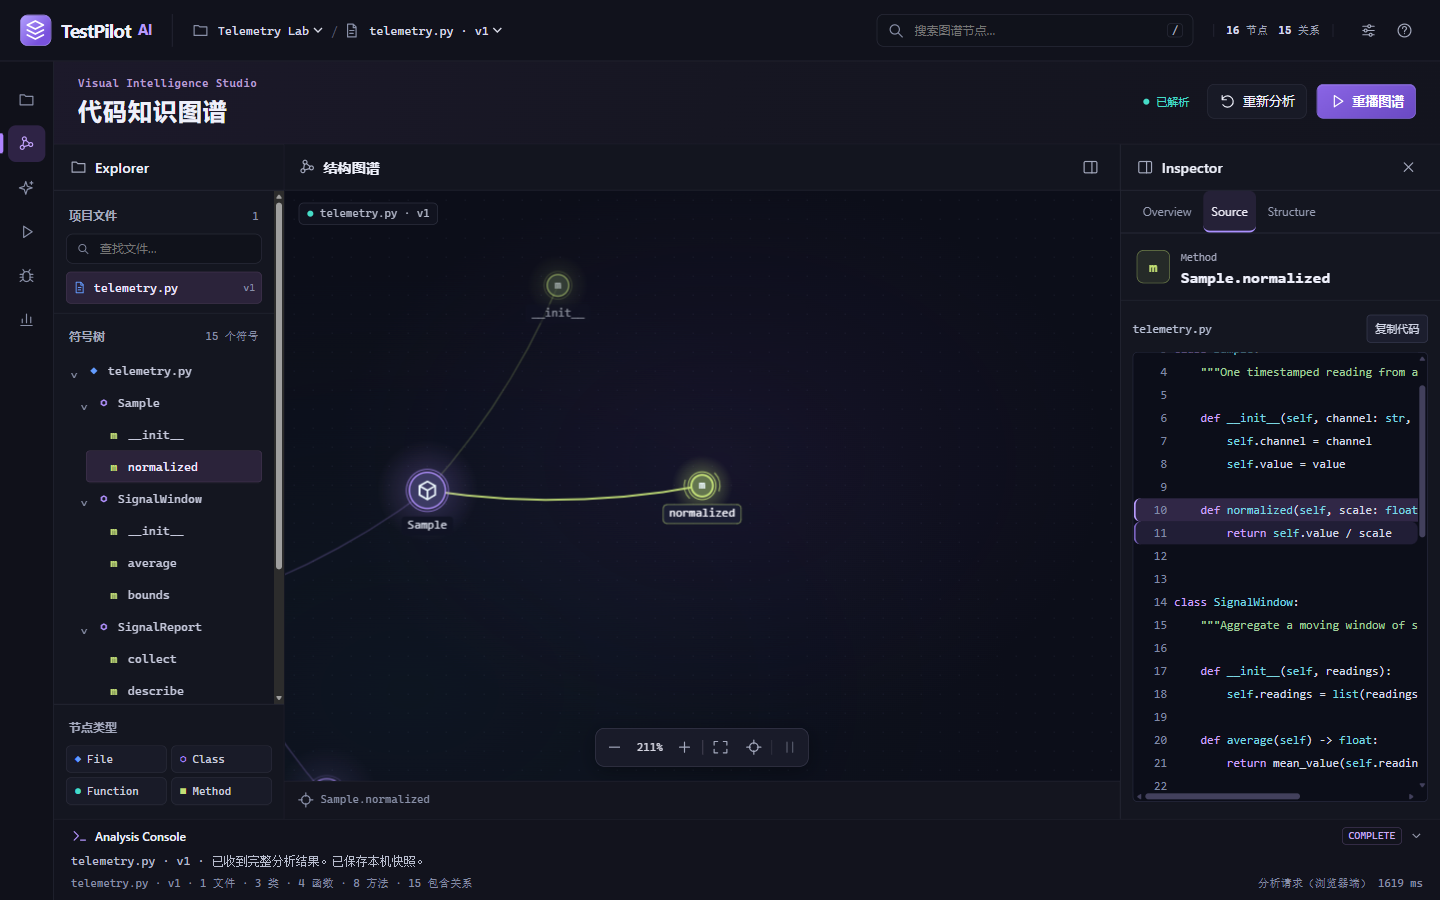 TestPilot AI
Telemetry Lab / telemetry.py · v1
搜索图谱节点... /
16 节点 15 关系
Visual Intelligence Studio
代码知识图谱
已解析
重新分析
重播图谱
Explorer
项目文件 1
查找文件...
telemetry.py v1
符号树 15 个符号
telemetry.py
Sample
m __init__
m normalized
SignalWindow
m __init__
m average
m bounds
SignalReport
m collect
m describe
节点类型
File
Class
Function
Method
结构图谱
telemetry.py · v1
__init__
Sample
normalized
211%
Sample.normalized
Inspector
Overview Source Structure
m
Method
Sample.normalized
telemetry.py 复制代码
4 """One timestamped reading from a
5
6 def __init__(self, channel: str,
7 self.channel = channel
8 self.value = value
9
10 def normalized(self, scale: float
11 return self.value / scale
12
13
14 class SignalWindow:
15 """Aggregate a moving window of s
16
17 def __init__(self, readings):
18 self.readings = list(readings
19
20 def average(self) -> float:
21 return mean_value(self.readin
22
Analysis Console COMPLETE
telemetry.py · v1 · 已收到完整分析结果。已保存本机快照。
telemetry.py · v1 · 1 文件 · 3 类 · 4 函数 · 8 方法 · 15 包含关系
分析请求（浏览器端） 1619 ms